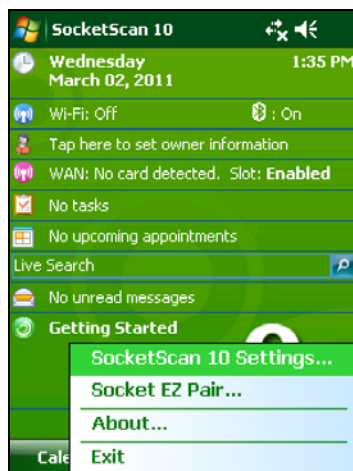 SocketScan 10
Wednesday 1:35 PM
March 02, 2011
Wi-Fi: Off : On
Tap here to set owner information
WAN: No card detected. Slot: Enabled
No tasks
No upcoming appointments
Live Search
No unread messages
Getting Started
SocketScan 10 Settings...
Socket EZ Pair...
About...
Exit